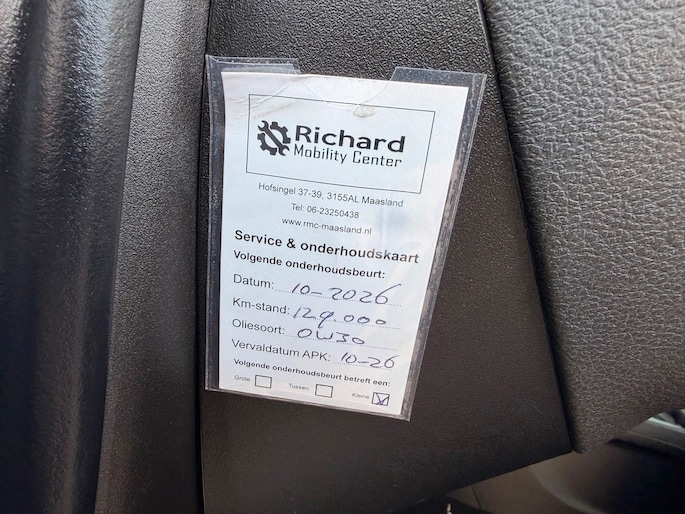 Richard
Mobility Center
Hofsingel 37-39, 3155AL Maasland
Tel: 06-23250438
www.rmc-maasland.nl
Service & onderhoudskaart
Volgende onderhoudsbeurt:
Datum: 10-2026
Km-stand: 129.000
Oliesoort: 0W30
Vervaldatum APK: 10-26
Volgende onderhoudsbeurt betreft een:
Grote Tussen Kleine